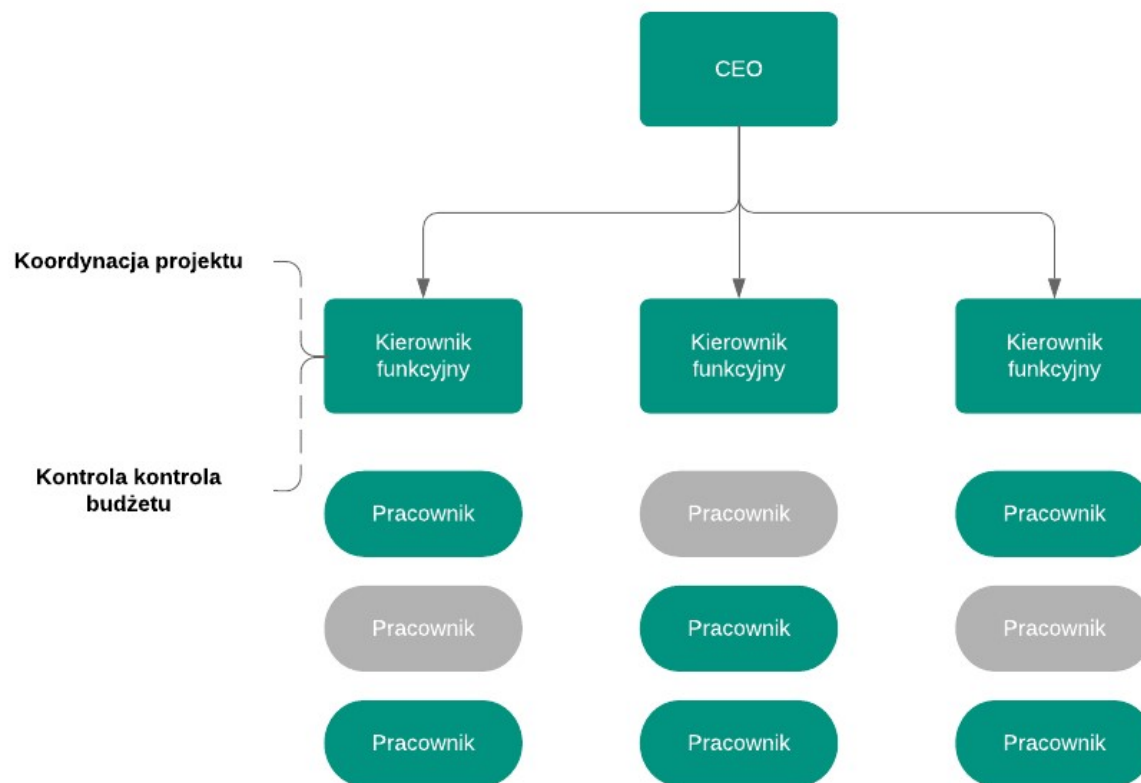 CEO
Koordynacja projektu
Kierownik
funkcyjny
Kierownik
funkcyjny
Kierownik
funkcyjny
Kontrola kontrola
budżetu
Pracownik
Pracownik
Pracownik
Pracownik
Pracownik
Pracownik
Pracownik
Pracownik
Pracownik